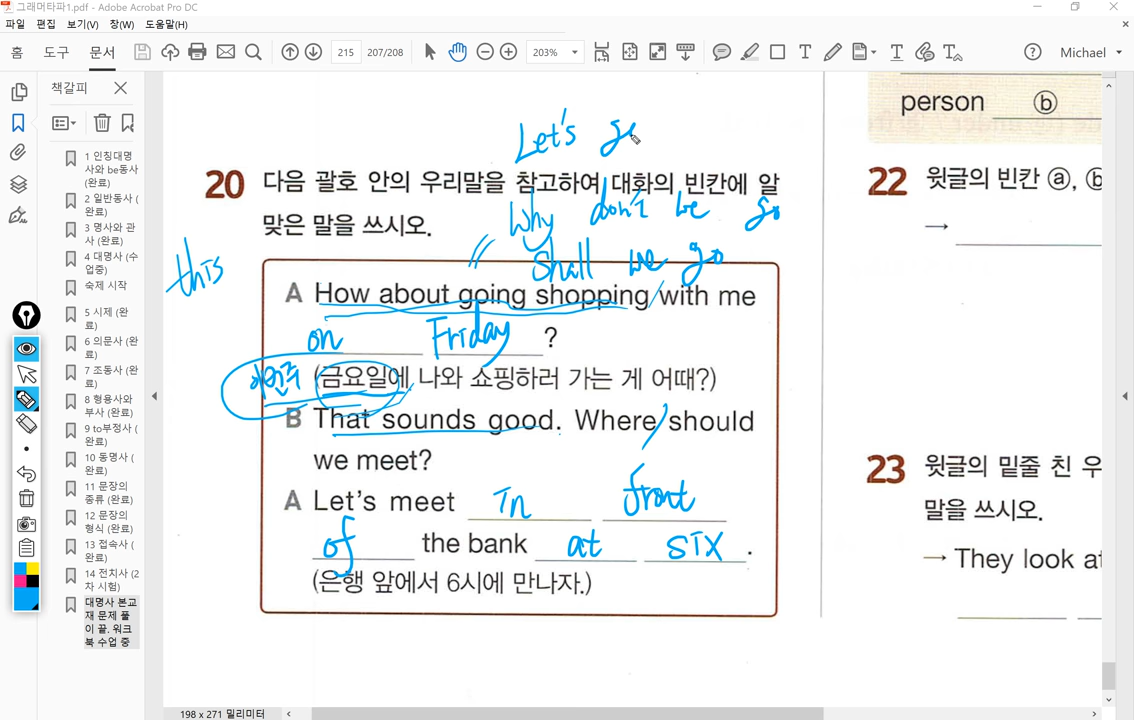 그래머타파1.pdf - Adobe Acrobat Pro DC
파일 편집 보기(V) 창(W) 도움말(H)
홈 도구 문서 215 207/208 203% Michael
책갈피
1 인칭대명
사와 be동사
(완료)
2 일반동사 (
완료)
3 명사와 관
사 (완료)
4 대명사 (수
업중)
숙제 시작
5 시제 (완
료)
6 의문사 (완
료)
7 조동사 (완
료)
8 형용사와
부사 (완료)
9 to부정사 (
완료)
10 동명사 (
완료)
11 문장의
종류 (완료)
12 문장의
형식 (완료)
13 접속사 (
완료)
14 전치사 (2
차 시험)
대명사 본교
재 문제 풀
이 끝. 워크
북 수업 중
Let's go
20 다음 괄호 안의 우리말을 참고하여 대화의 빈칸에 알
맞은 말을 쓰시오.
Why don't we go
Shall we go
this
A How about going shopping with me
on Friday ?
이번주
(금요일에 나와 쇼핑하러 가는 게 어때?)
B That sounds good. Where should
we meet?
A Let's meet in front
of the bank at six .
(은행 앞에서 6시에 만나자.)
person ⓑ
22 윗글의 빈칸 ⓐ, ⓑ
→
23 윗글의 밑줄 친 우
말을 쓰시오.
→ They look at
198 x 271 밀리미터